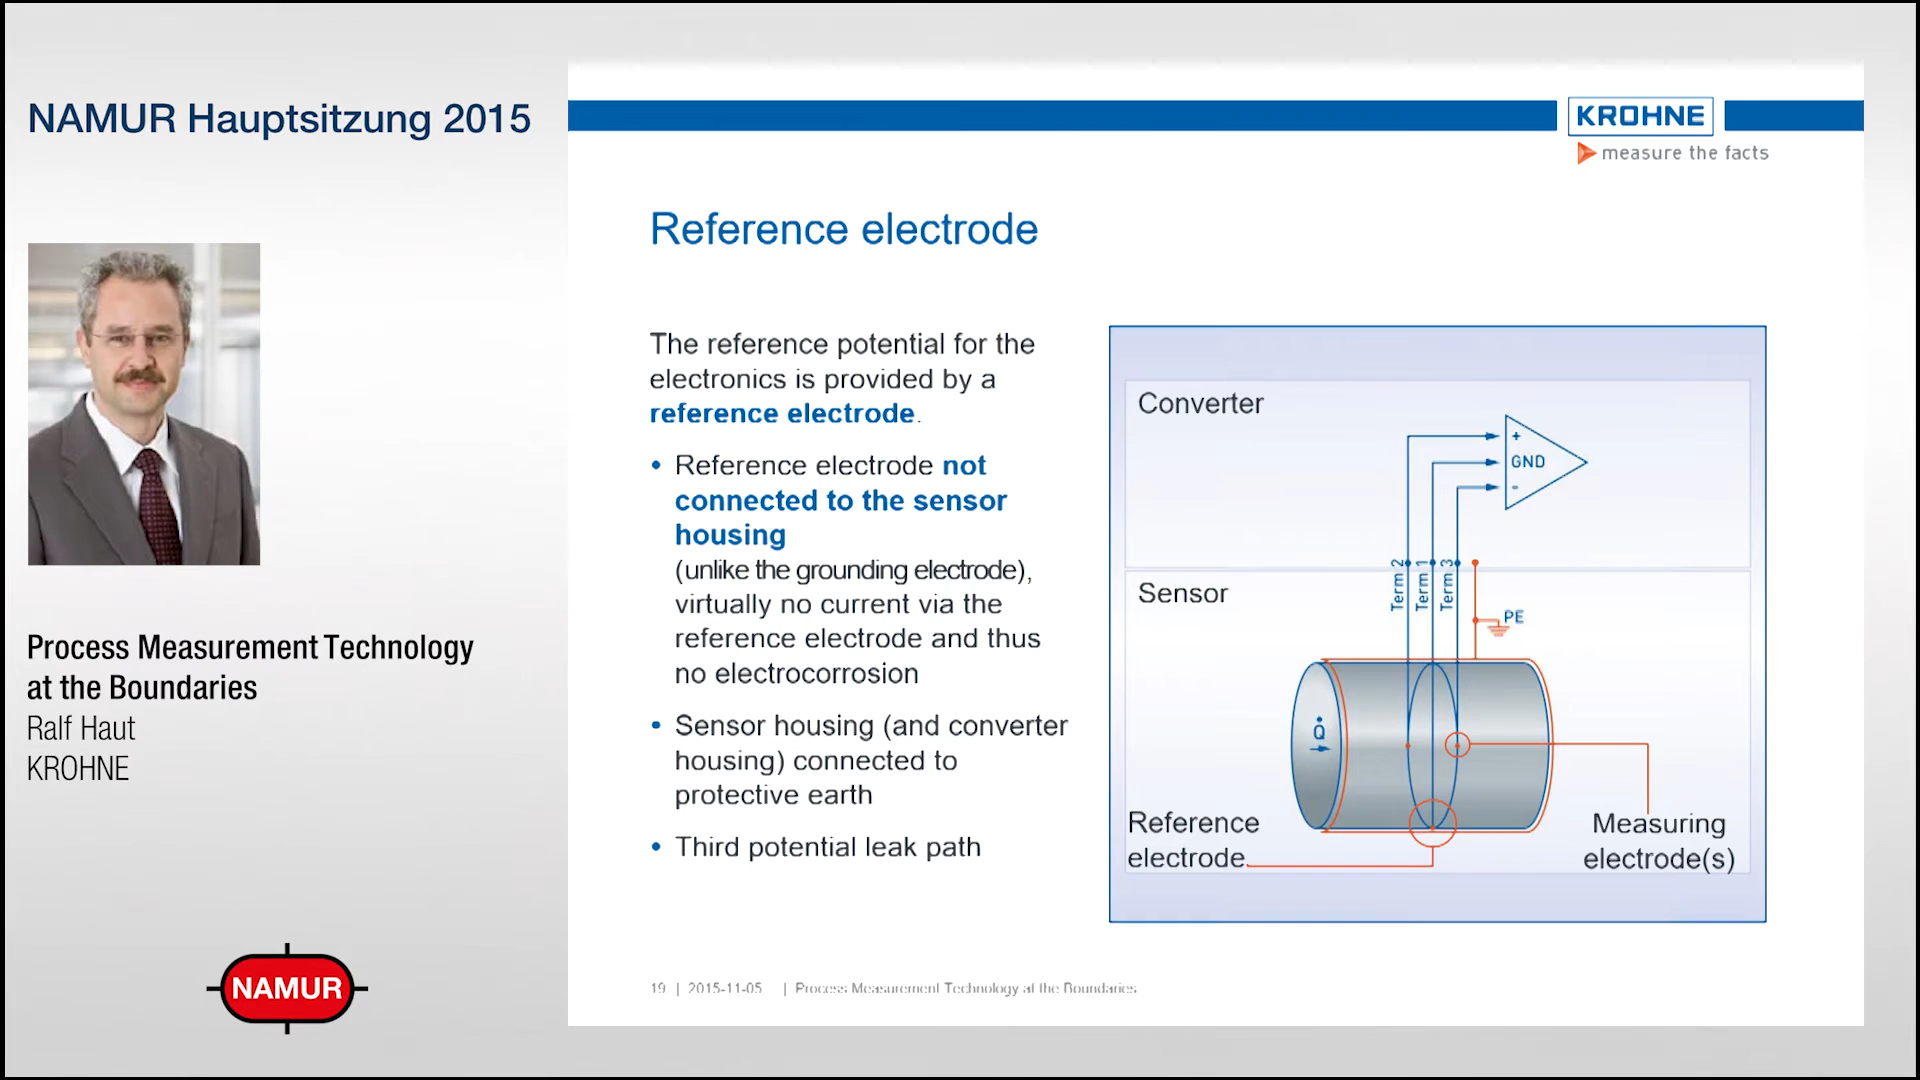 NAMUR Hauptsitzung 2015
KROHNE
measure the facts
Reference electrode
The reference potential for the
electronics is provided by a
reference electrode.
• Reference electrode not
connected to the sensor
housing
(unlike the grounding electrode),
virtually no current via the
reference electrode and thus
no electrocorrosion
• Sensor housing (and converter
housing) connected to
protective earth
• Third potential leak path
Converter
+
GND
-
Term 2
Term 1
Term 3
Sensor
PE
Q
Reference
electrode
Measuring
electrode(s)
Process Measurement Technology
at the Boundaries
Ralf Haut
KROHNE
NAMUR
19 | 2015-11-05 | Process Measurement Technology at the Boundaries